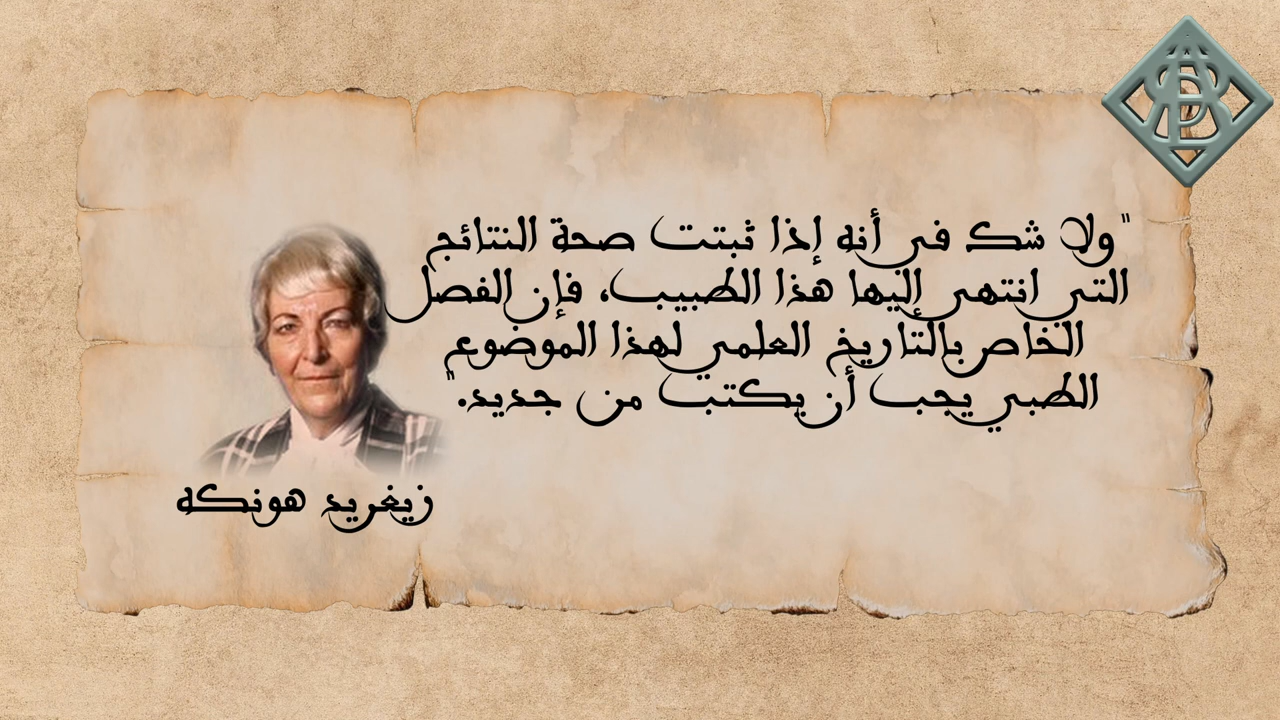 "ولا شك في أنه إذا ثبتت صحة النتائج
التي انتهى إليها هذا الطبيب، فإن الفصل
الخاص بالتاريخ العلمي لهذا الموضوع
الطبي يجب أن يكتب من جديد."
زيغريد هونكه